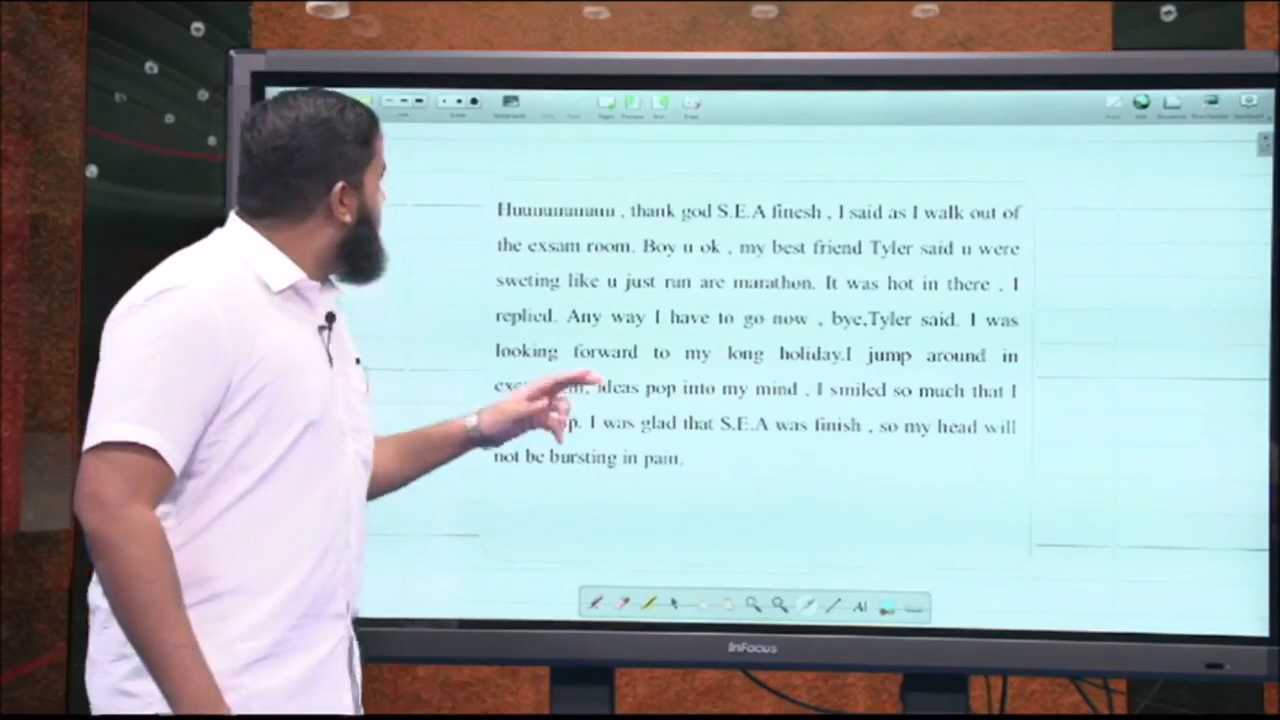 Huuuuuuuuuu , thank god S.E.A finesh , I said as I walk out of
the exsam room. Boy u ok , my best friend Tyler said u were
sweting like u just run are marathon. It was hot in there , I
replied. Any way I have to go now , bye.Tyler said. I was
looking forward to my long holiday.I jump around in
ideas pop into my mind . I smiled so much that I
I was glad that S.E.A was finish , so my head will
not be bursting in pain.
InFocus